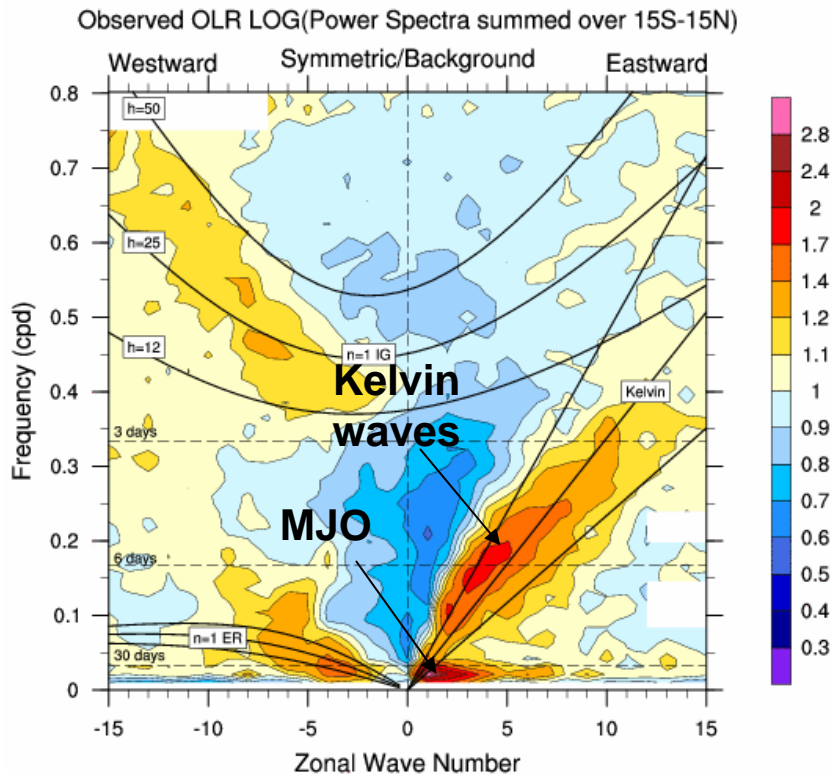 Observed OLR LOG(Power Spectra summed over 15S-15N)
Westward Symmetric/Background Eastward
0.8
0.7
0.6
0.5
0.4
0.3
0.2
0.1
0
Frequency (cpd)
h=50
h=25
h=12
n=1 IG
Kelvin
waves
Kelvin
3 days
MJO
6 days
n=1 ER
30 days
-15 -10 -5 0 5 10 15
Zonal Wave Number
2.8
2.4
2
1.7
1.4
1.2
1.1
1
0.9
0.8
0.7
0.6
0.5
0.4
0.3